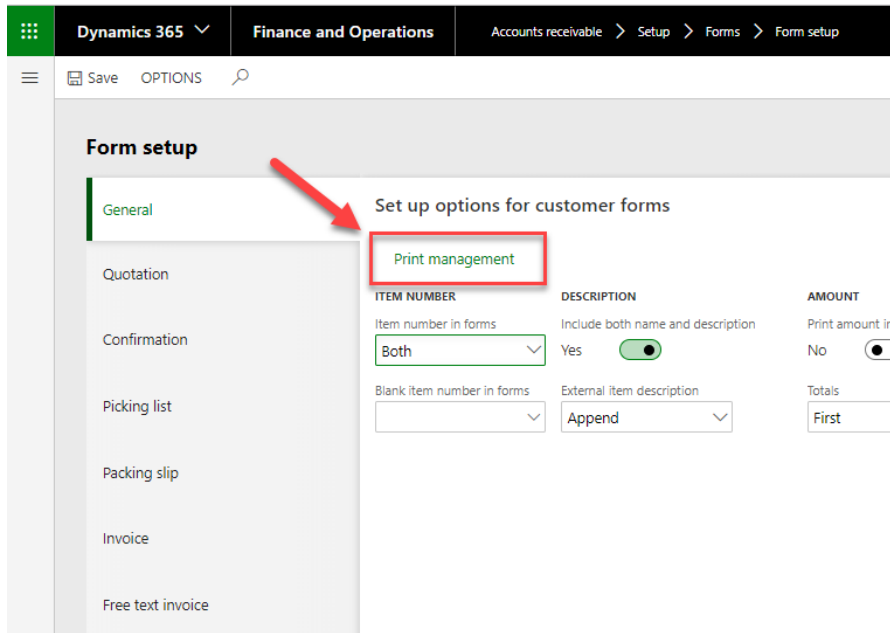 Dynamics 365 Finance and Operations Accounts receivable > Setup > Forms > Form setup
Save OPTIONS
Form setup
General
Quotation
Confirmation
Picking list
Packing slip
Invoice
Free text invoice
Set up options for customer forms
Print management
ITEM NUMBER DESCRIPTION AMOUNT
Item number in forms Include both name and description Print amount
Both Yes No
Blank item number in forms External item description Totals
Append First